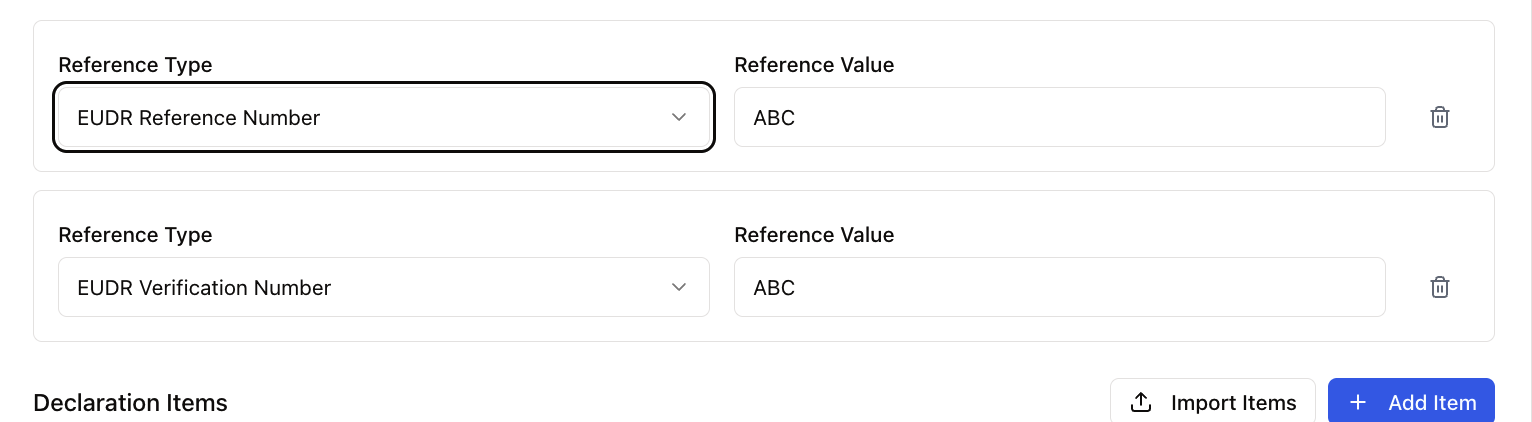 Reference Type Reference Value
EUDR Reference Number ABC
Reference Type Reference Value
EUDR Verification Number ABC
Declaration Items Import Items Add Item